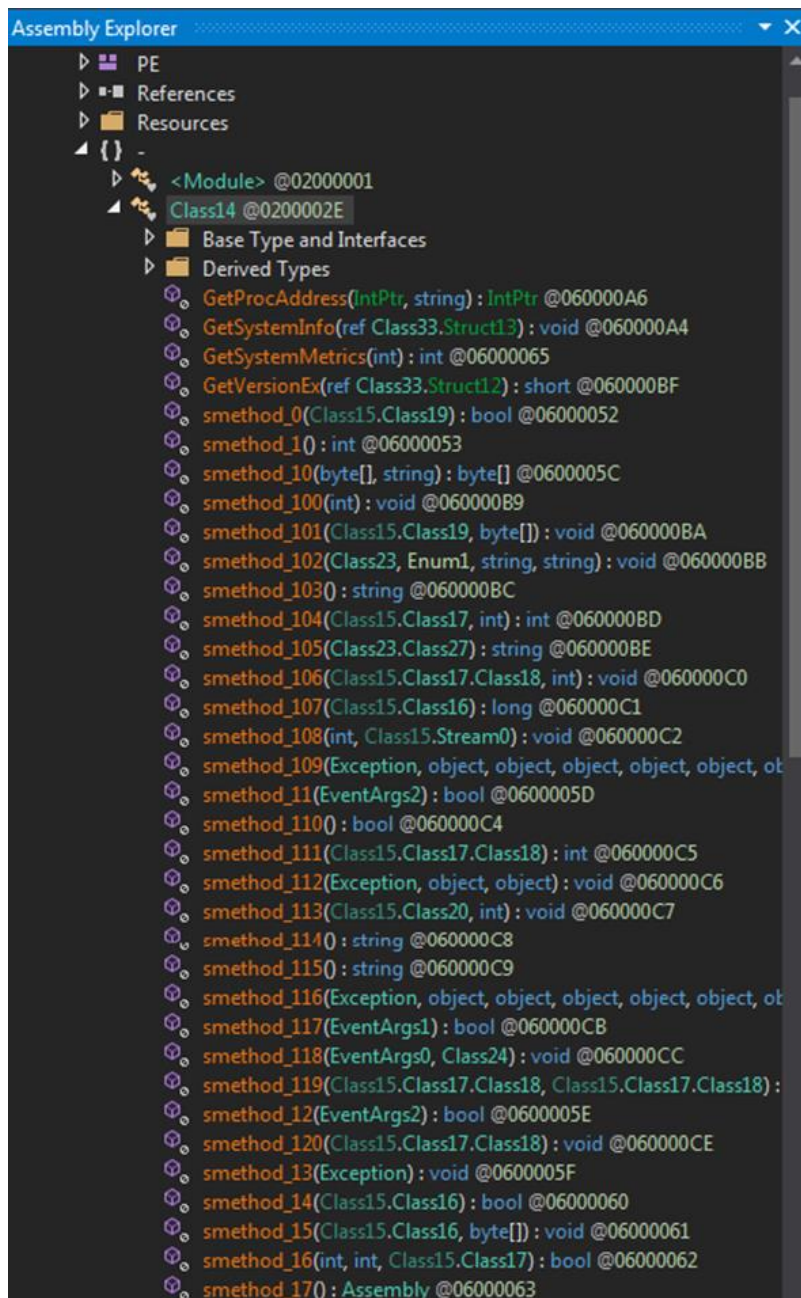 Assembly Explorer
PE
References
Resources
{ } -
<Module> @02000001
Class14 @0200002E
Base Type and Interfaces
Derived Types
GetProcAddress(IntPtr, string) : IntPtr @060000A6
GetSystemInfo(ref Class33.Struct13) : void @060000A4
GetSystemMetrics(int) : int @06000065
GetVersionEx(ref Class33.Struct12) : short @060000BF
smethod_0(Class15.Class19) : bool @06000052
smethod_1() : int @06000053
smethod_10(byte[], string) : byte[] @0600005C
smethod_100(int) : void @060000B9
smethod_101(Class15.Class19, byte[]) : void @060000BA
smethod_102(Class23, Enum1, string, string) : void @060000BB
smethod_103() : string @060000BC
smethod_104(Class15.Class17, int) : int @060000BD
smethod_105(Class23.Class27) : string @060000BE
smethod_106(Class15.Class17.Class18, int) : void @060000C0
smethod_107(Class15.Class16) : long @060000C1
smethod_108(int, Class15.Stream0) : void @060000C2
smethod_109(Exception, object, object, object, object, object, ob
smethod_11(EventArgs2) : bool @0600005D
smethod_110() : bool @060000C4
smethod_111(Class15.Class17.Class18) : int @060000C5
smethod_112(Exception, object, object) : void @060000C6
smethod_113(Class15.Class20, int) : void @060000C7
smethod_114() : string @060000C8
smethod_115() : string @060000C9
smethod_116(Exception, object, object, object, object, object, ob
smethod_117(EventArgs1) : bool @060000CB
smethod_118(EventArgs0, Class24) : void @060000CC
smethod_119(Class15.Class17.Class18, Class15.Class17.Class18) :
smethod_12(EventArgs2) : bool @0600005E
smethod_120(Class15.Class17.Class18) : void @060000CE
smethod_13(Exception) : void @0600005F
smethod_14(Class15.Class16) : bool @06000060
smethod_15(Class15.Class16, byte[]) : void @06000061
smethod_16(int, int, Class15.Class17) : bool @06000062
smethod_17() : Assembly @06000063